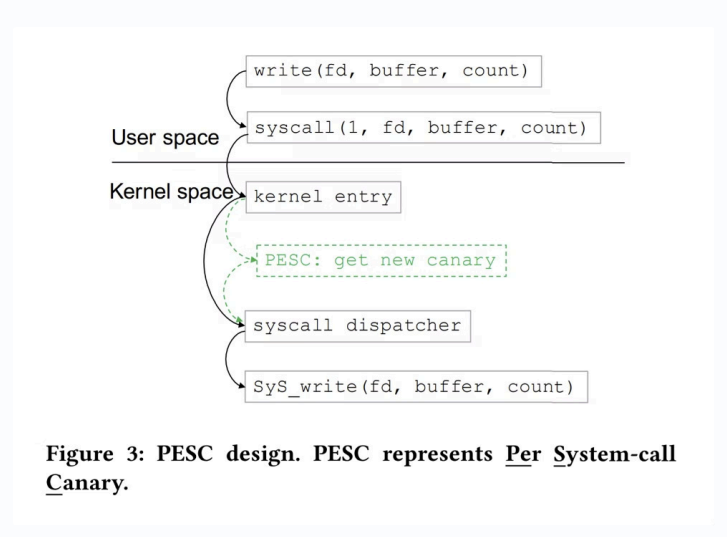 write(fd, buffer, count)
syscall(1, fd, buffer, count)
User space
Kernel space
kernel entry
PESC: get new canary
syscall dispatcher
SyS_write(fd, buffer, count)
Figure 3: PESC design. PESC represents Per System-call
Canary.